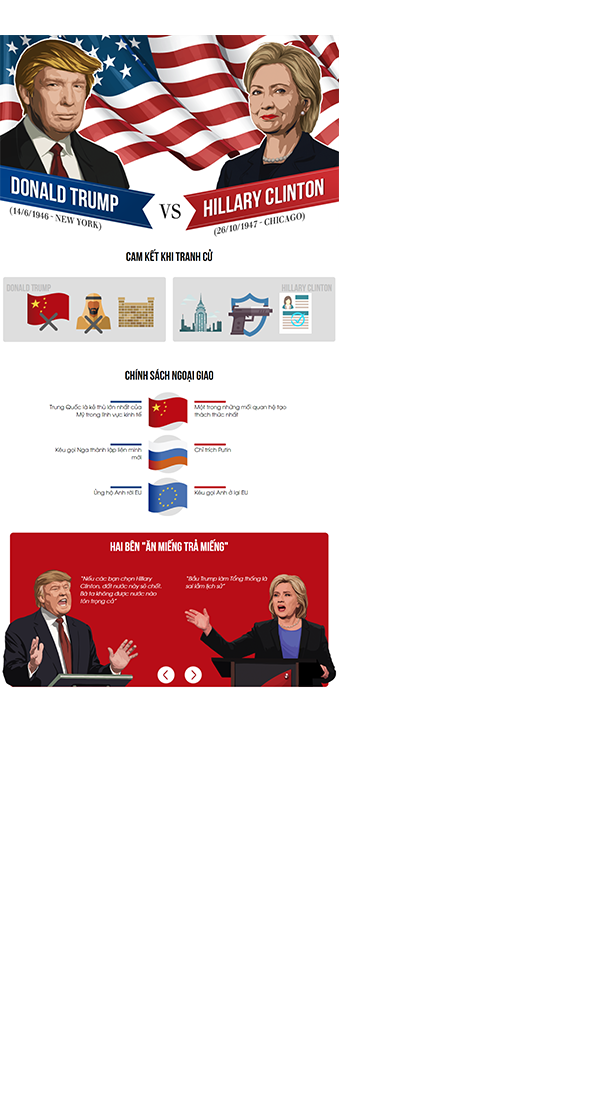 DONALD TRUMP
(14/6/1946 - NEW YORK)
VS
HILLARY CLINTON
(26/10/1947 - CHICAGO)
CAM KẾT KHI TRANH CỬ
DONALD TRUMP
HILLARY CLINTON
CHÍNH SÁCH NGOẠI GIAO
Trung Quốc là kẻ thù lớn nhất của
Mỹ trong lĩnh vực kinh tế
Một trong những mối quan hệ tạo
thách thức nhất
Kêu gọi Nga thành lập liên minh
mới
Chỉ trích Putin
Ủng hộ Anh rời EU
Kêu gọi Anh ở lại EU
HAI BÊN "ĂN MIẾNG TRẢ MIẾNG"
"Nếu các bạn chọn Hillary
Clinton, đất nước này sẽ chết.
Bà ta không được nước nào
tôn trọng cả"
"Bầu Trump làm Tổng thống là
sai lầm lịch sử"